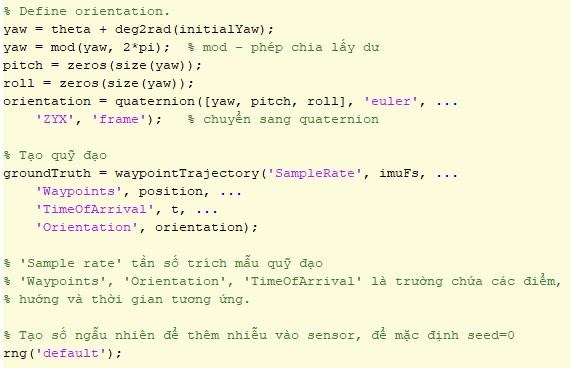 % Define orientation.
yaw = theta + deg2rad(initialYaw);
yaw = mod(yaw, 2*pi);  % mod - phép chia lấy dư
pitch = zeros(size(yaw));
roll = zeros(size(yaw));
orientation = quaternion([yaw, pitch, roll], 'euler', ...
    'ZYX', 'frame');   % chuyển sang quaternion
% Tạo quỹ đạo
groundTruth = waypointTrajectory('SampleRate', imuFs, ...
    'Waypoints', position, ...
    'TimeOfArrival', t, ...
    'Orientation', orientation);
% 'Sample rate' tần số trích mẫu quỹ đạo
% 'Waypoints', 'Orientation', 'TimeOfArrival' là trường chứa các điểm,
% hướng và thời gian tương ứng.
% Tạo số ngẫu nhiên để thêm nhiễu vào sensor, để mặc định seed=0
rng('default');